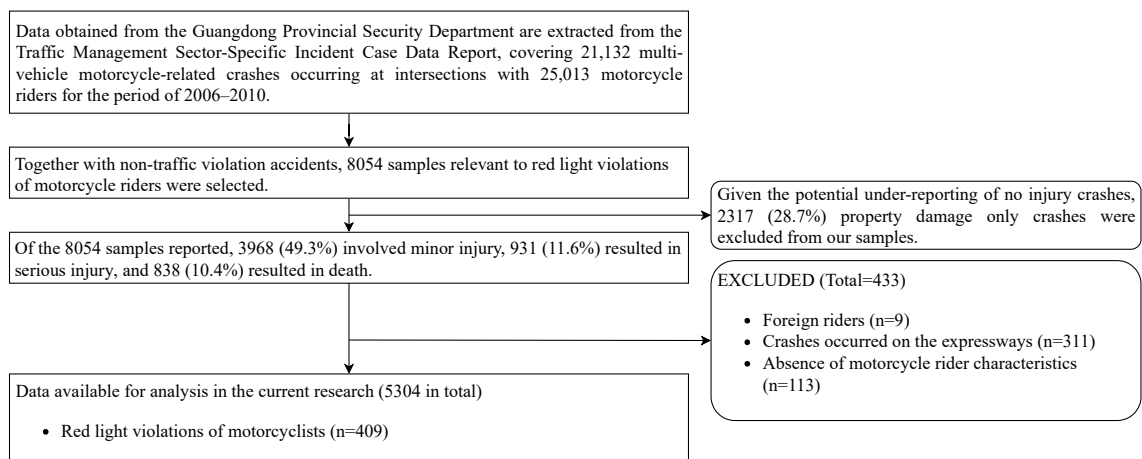 Data obtained from the Guangdong Provincial Security Department are extracted from the
Traffic Management Sector-Specific Incident Case Data Report, covering 21,132 multi-
vehicle motorcycle-related crashes occurring at intersections with 25,013 motorcycle
riders for the period of 2006–2010.
Together with non-traffic violation accidents, 8054 samples relevant to red light violations
of motorcycle riders were selected.
Given the potential under-reporting of no injury crashes,
2317 (28.7%) property damage only crashes were
excluded from our samples.
Of the 8054 samples reported, 3968 (49.3%) involved minor injury, 931 (11.6%) resulted in
serious injury, and 838 (10.4%) resulted in death.
EXCLUDED (Total=433)
• Foreign riders (n=9)
• Crashes occurred on the expressways (n=311)
• Absence of motorcycle rider characteristics
(n=113)
Data available for analysis in the current research (5304 in total)
• Red light violations of motorcyclists (n=409)